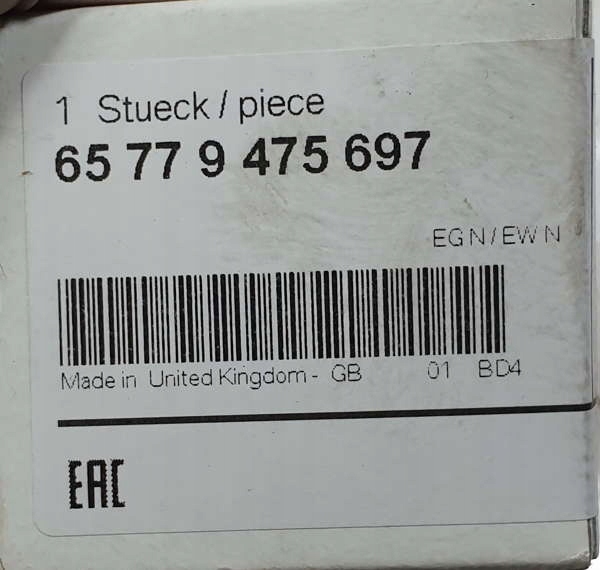 1 Stueck / piece
65 77 9 475 697
EG N / EW N
Made in United Kingdom - GB 01 BD4
EAC